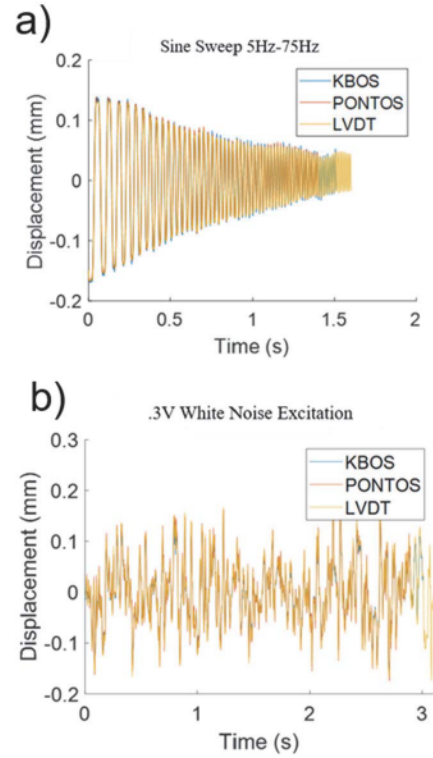 a)
Sine Sweep 5Hz-75Hz
KBOS
PONTOS
LVDT
0.2
0.1
0
-0.1
-0.2
Displacement (mm)
0 0.5 1 1.5 2
Time (s)
b)
.3V White Noise Excitation
KBOS
PONTOS
LVDT
0.3
0.2
0.1
0
-0.1
-0.2
Displacement (mm)
0 1 2 3
Time (s)